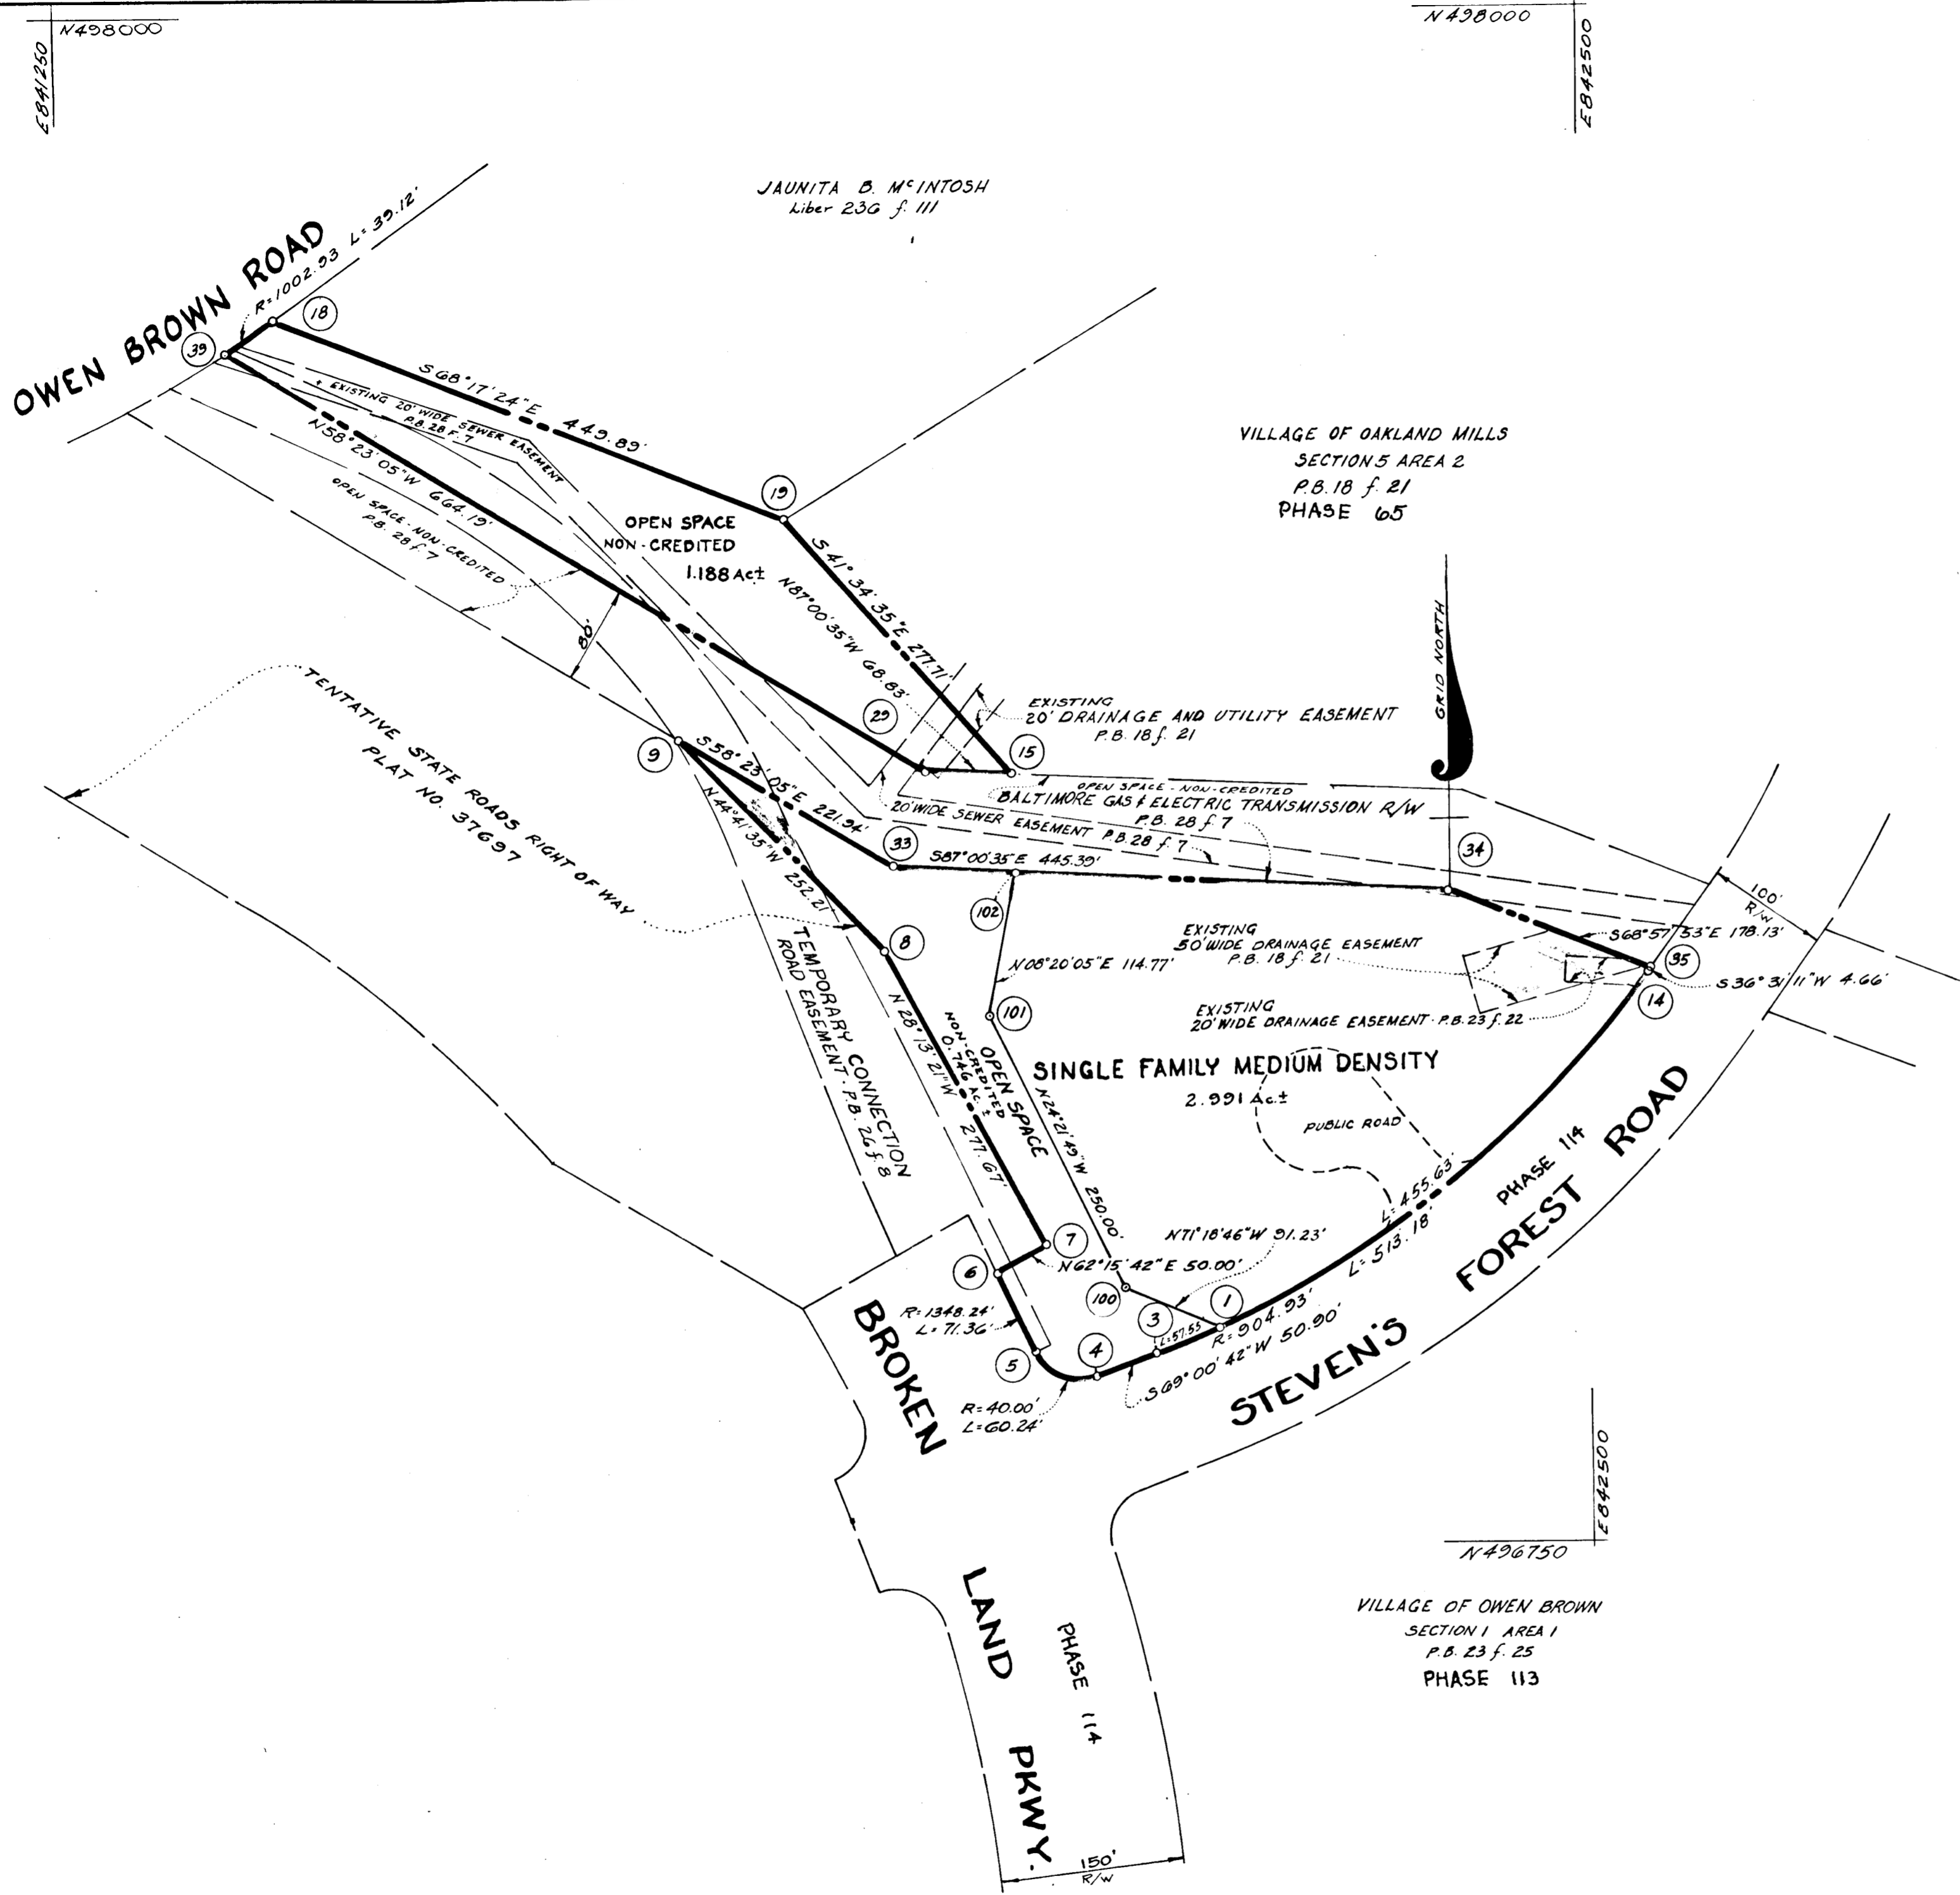 N498000
E841250
N498000
E842500
JAUNITA B. McINTOSH
Liber 236 f. 111
OWEN BROWN ROAD
R=1002.93 L=39.12'
18
39
S68°17'24"E 449.89'
EXISTING 20' WIDE SEWER EASEMENT
P.B. 28 F. 7
N58°23'05"W 664.19'
OPEN SPACE-NON-CREDITED
P.B. 28 f. 7
19
OPEN SPACE
NON-CREDITED
1.188 Ac±
S41°34'35"E 277.71'
N87°00'35"W 68.83'
80'
VILLAGE OF OAKLAND MILLS
SECTION 5 AREA 2
P.B. 18 f. 21
PHASE 65
GRID NORTH
TENTATIVE STATE ROADS RIGHT OF WAY
PLAT NO. 37697
29
EXISTING
20' DRAINAGE AND UTILITY EASEMENT
P.B. 18 f. 21
15
9
S58°23'05"E 221.94'
N44°41'35"W 252.21'
OPEN SPACE-NON-CREDITED
BALTIMORE GAS & ELECTRIC TRANSMISSION R/W
P.B. 28 f 7
20' WIDE SEWER EASEMENT P.B. 28 f 7
33
S87°00'35"E 445.39'
34
100'
R/W
102
8
EXISTING
50' WIDE DRAINAGE EASEMENT
P.B. 18 f. 21
S68°57'53"E 178.13'
35
S36°31'11"W 4.66'
14
N08°20'05"E 114.77'
101
EXISTING
20' WIDE DRAINAGE EASEMENT-P.B. 23 f. 22
TEMPORARY CONNECTION
ROAD EASEMENT-P.B. 26 f. 8
N28°13'21"W 277.67'
OPEN SPACE
NON-CREDITED
0.746 AC.±
N24°21'49"W 250.00'
SINGLE FAMILY MEDIUM DENSITY
2.991 Ac.±
PUBLIC ROAD
L=455.63'
L=513.18'
PHASE 114
STEVEN'S FOREST ROAD
7
N62°15'42"E 50.00'
N71°18'46"W 91.23'
6
100
3
1
R=1348.24'
L=71.36'
L=57.55
R=904.93'
S69°00'42"W 50.90'
5
4
R=40.00'
L=60.24'
BROKEN LAND PKWY.
PHASE 114
150'
R/W
E842500
N496750
VILLAGE OF OWEN BROWN
SECTION 1 AREA 1
P.B. 23 f. 25
PHASE 113